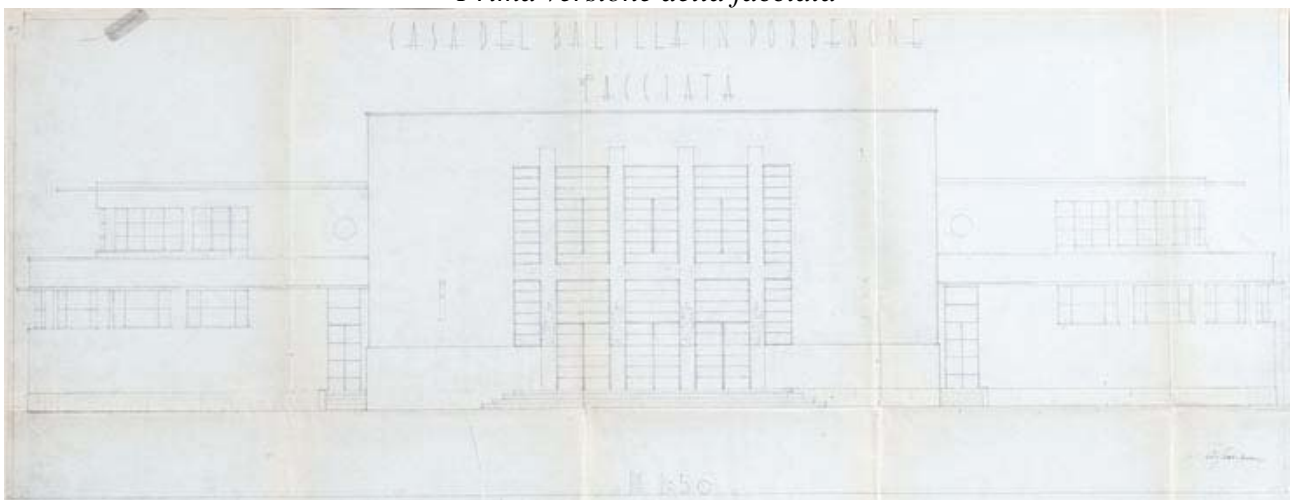 Prima versione della facciata
CASA DEL BALILLA IN PORDENONE
FACCIATA
1:50